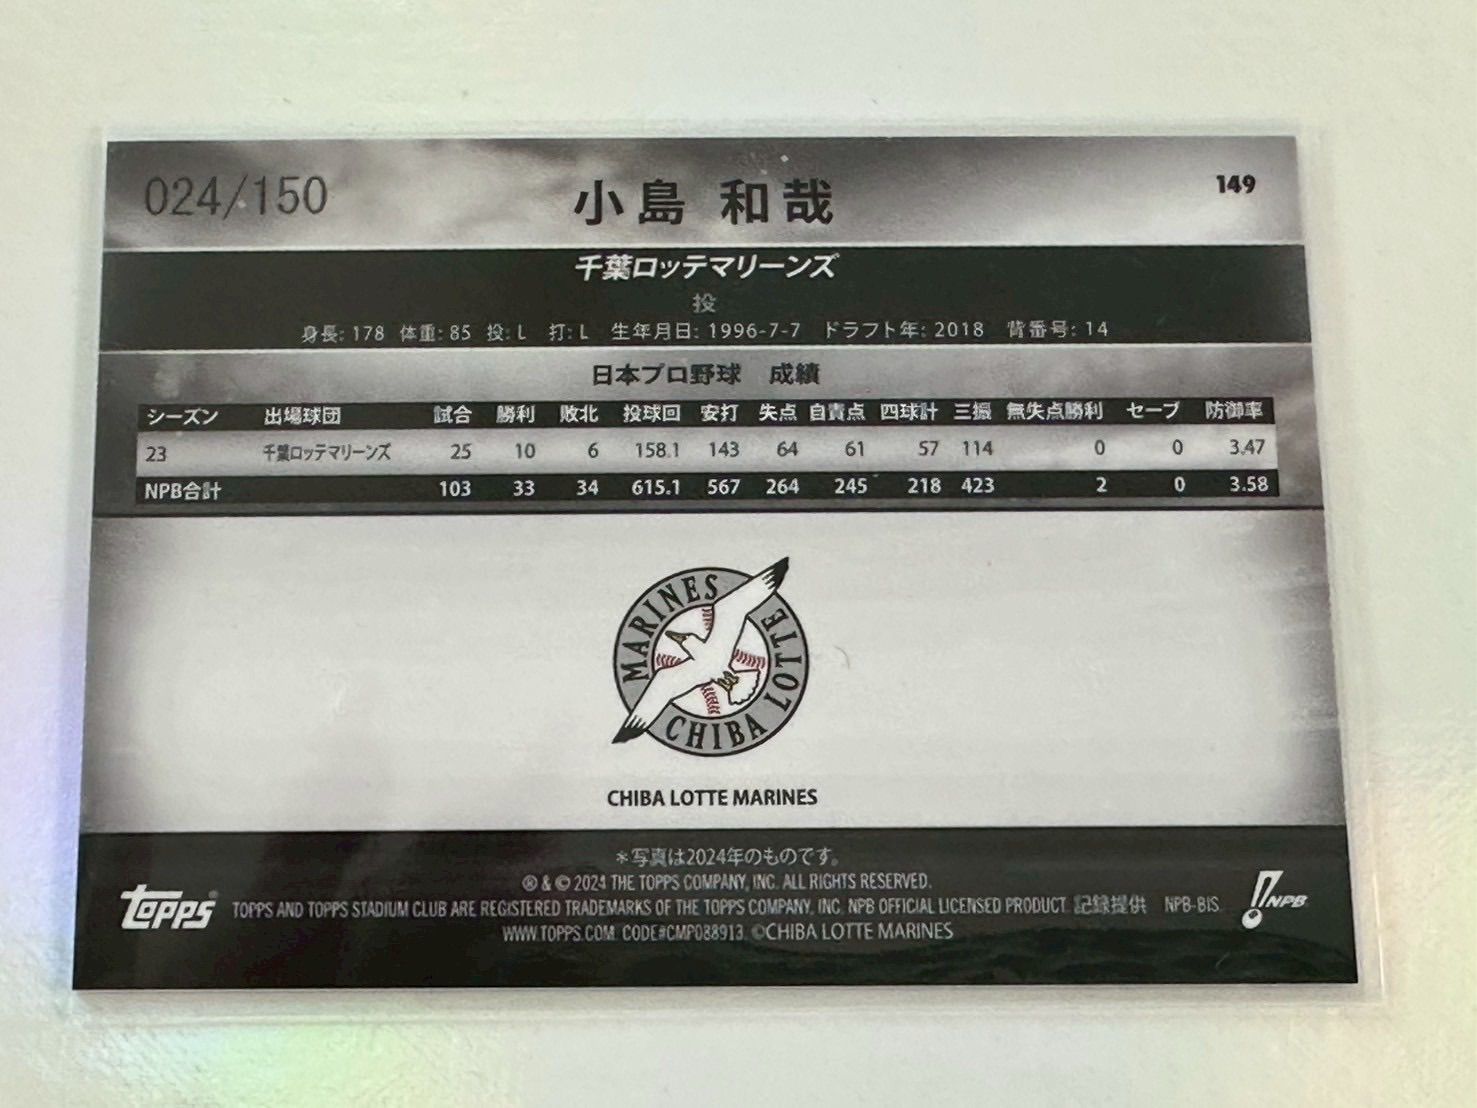 024/150 小島 和哉 149
千葉ロッテマリーンズ
投
身長: 178 体重: 85 投: L 打: L 生年月日: 1996-7-7 ドラフト年: 2018 背番号: 14
日本プロ野球 成績
シーズン 出場球団 試合 勝利 敗北 投球回 安打 失点 自責点 四球計 三振 無失点勝利 セーブ 防御率
23 千葉ロッテマリーンズ 25 10 6 158.1 143 64 61 57 114 0 0 3.47
NPB合計 103 33 34 615.1 567 264 245 218 423 2 0 3.58
MARINES
CHIBA LOTTE
CHIBA LOTTE MARINES
*写真は2024年のものです。
® & © 2024 THE TOPPS COMPANY, INC. ALL RIGHTS RESERVED.
topps® TOPPS AND TOPPS STADIUM CLUB ARE REGISTERED TRADEMARKS OF THE TOPPS COMPANY, INC. NPB OFFICIAL LICENSED PRODUCT 記録提供 NPB-BIS NPB
WWW.TOPPS.COM. CODE#CMP088913. ©CHIBA LOTTE MARINES